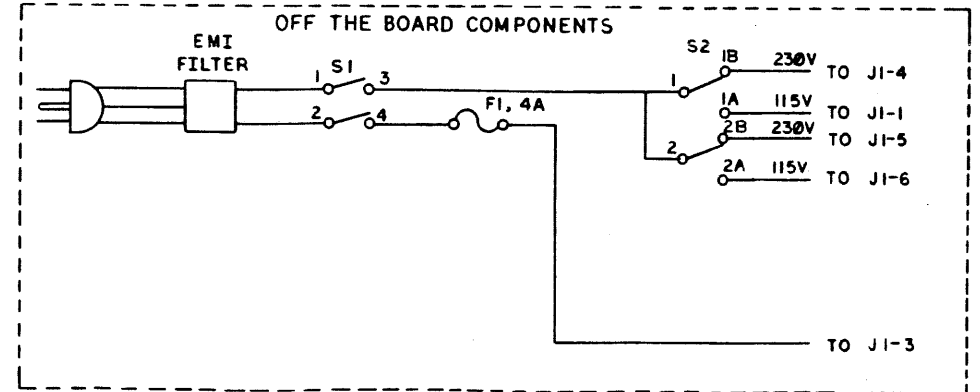 OFF THE BOARD COMPONENTS
EMI
FILTER
1 S1 3
2 4
F1, 4A
S2
1
1B 230V TO J1-4
1A 115V TO J1-1
2B 230V TO J1-5
2
2A 115V TO J1-6
TO J1-3